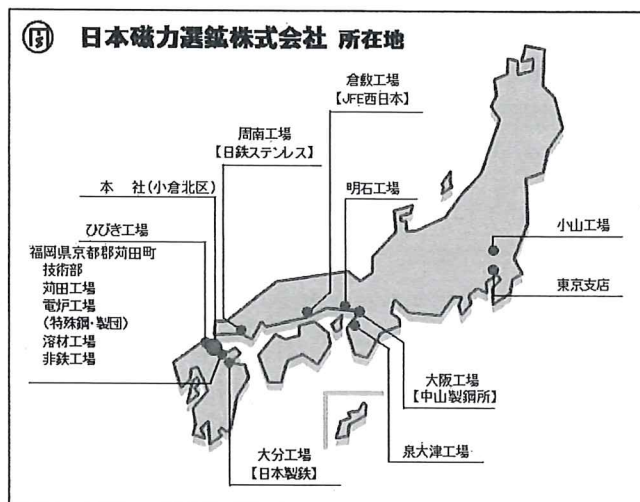 日本磁力選鉱株式会社 所在地
倉敷工場
【JFE西日本】
周南工場
【日鉄ステンレス】
本　社(小倉北区)
明石工場
ひびき工場
福岡県京都郡苅田町
技術部
苅田工場
電炉工場
(特殊鋼・製団)
溶材工場
非鉄工場
小山工場
東京支店
大阪工場
【中山製鋼所】
泉大津工場
大分工場
【日本製鉄】